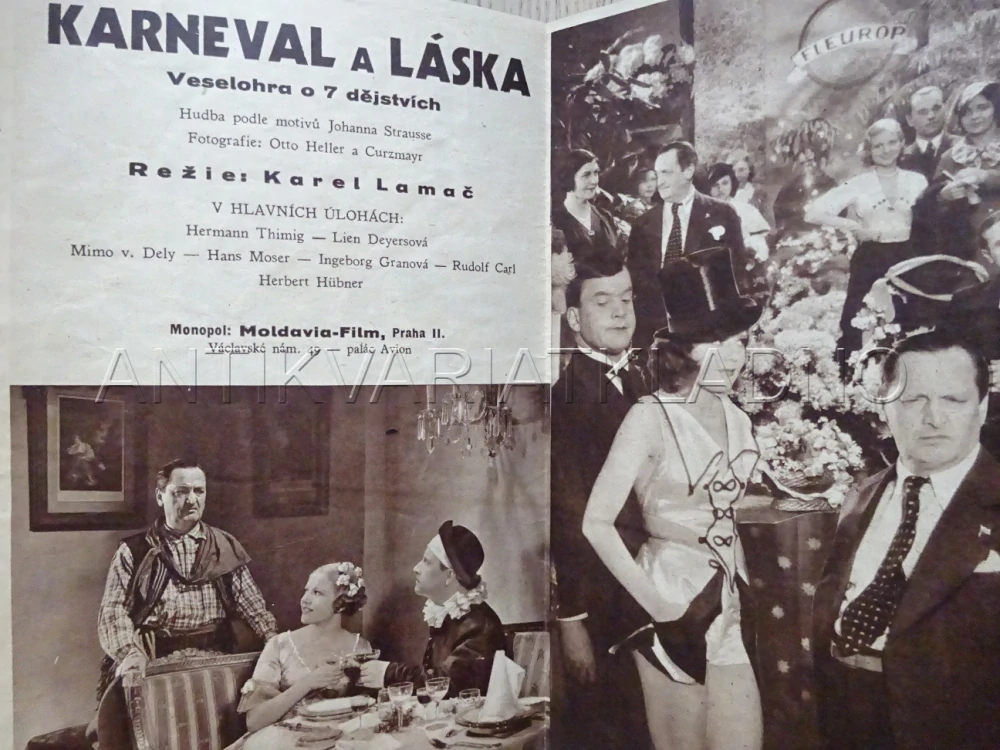 KARNEVAL A LÁSKA
Veselohra o 7 dějstvích
Hudba podle motivů Johanna Strausse
Fotografie: Otto Heller a Curzmayr
Režie: Karel Lamač
V HLAVNÍCH ÚLOHÁCH:
Hermann Thimig — Lien Deyersová
Mimo v. Dely — Hans Moser — Ingeborg Granová — Rudolf Carl
Herbert Hübner
Monopol: Moldavia-Film, Praha II.
Václavské nám. 49 — palác Avion
FLEUROP
ANTIKVARIATKLADNO